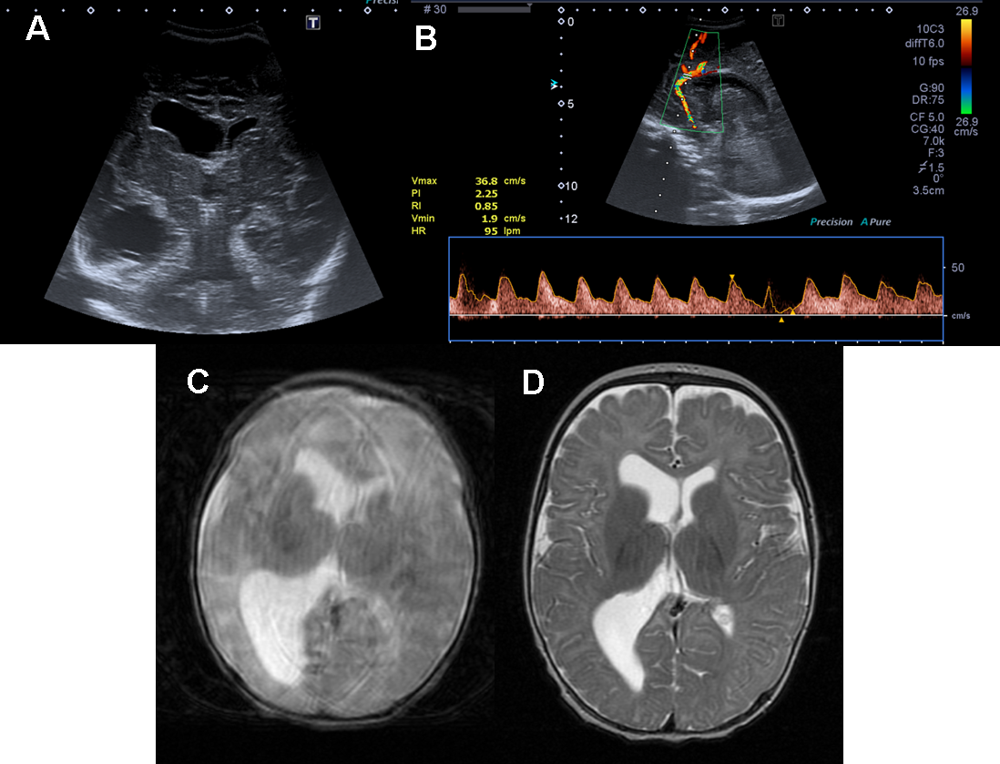 A
Precisi
T
B
# 30
0
5
10
12
T
26.9
10C3
diffT6.0
10 fps
G:90
DR:75
CF 5.0
26.9
CG:40
cm/s
7.0k
F:3
1.5
0°
3.5cm
Vmax 36.8 cm/s
PI 2.25
RI 0.85
Vmin 1.9 cm/s
HR 95 lpm
Precision A Pure
50
cm/s
C
D